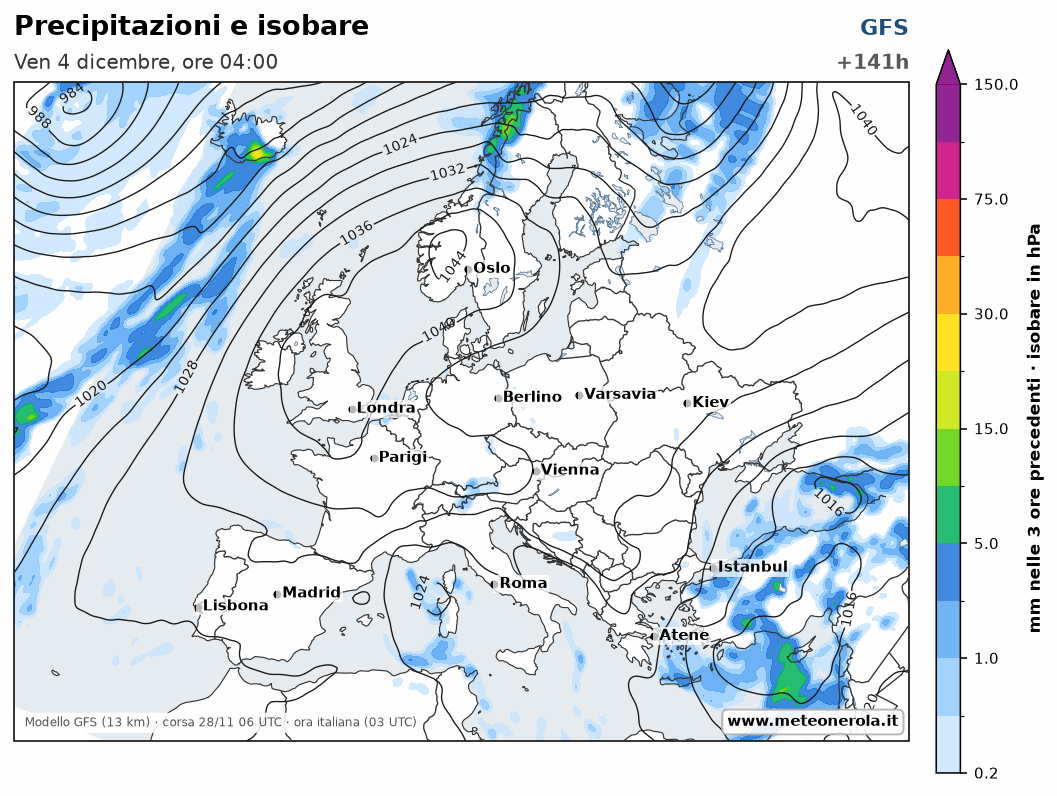 Precipitazioni e isobare
GFS
Ven 4 dicembre, ore 04:00
+141h
984
988
1024
1032
1036
1044
1040
1040
1028
1020
1024
1016
1016
20
Oslo
Londra
Berlino
Varsavia
Kiev
Parigi
Vienna
Madrid
Lisbona
Roma
Istanbul
Atene
Modello GFS (13 km) · corsa 28/11 06 UTC · ora italiana (03 UTC)
www.meteonerola.it
150.0
75.0
30.0
15.0
5.0
1.0
0.2
mm nelle 3 ore precedenti · isobare in hPa